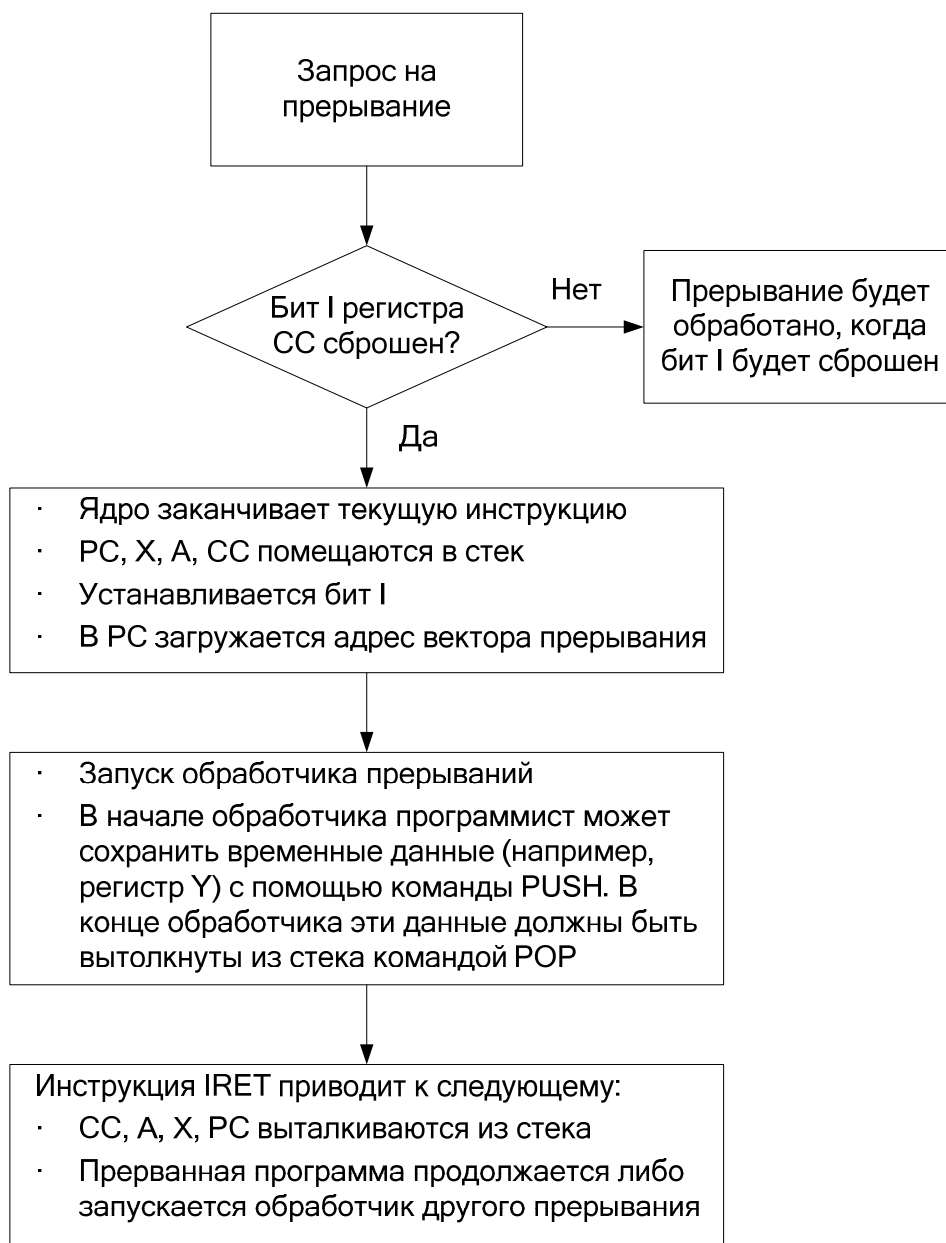 Запрос на
прерывание
Бит I регистра
CC сброшен?
Нет
Прерывание будет
обработано, когда
бит I будет сброшен
Да
· Ядро заканчивает текущую инструкцию
· PC, X, A, CC помещаются в стек
· Устанавливается бит I
· В PC загружается адрес вектора прерывания
· Запуск обработчика прерываний
· В начале обработчика программист может
сохранить временные данные (например,
регистр Y) с помощью команды PUSH. В
конце обработчика эти данные должны быть
вытолкнуты из стека командой POP
Инструкция IRET приводит к следующему:
· CC, A, X, PC выталкиваются из стека
· Прерванная программа продолжается либо
запускается обработчик другого прерывания